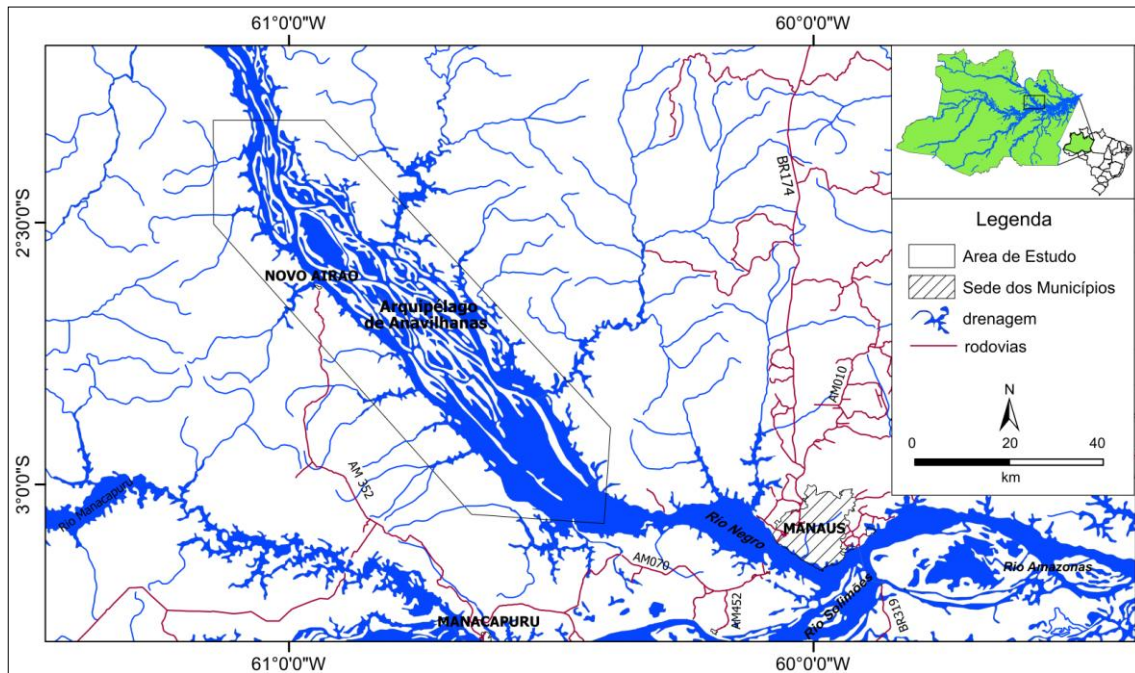 61°0'0"W
60°0'0"W
2°30'0"S
3°0'0"S
BR174
NOVO AIRÃO
Arquipélago
de Anavilhanas
AM010
AM 352
Rio Manacapuru
Rio Negro
MANAUS
AM070
Rio Amazonas
Rio Solimões
AM452
BR319
MANACAPURU
Legenda
Area de Estudo
Sede dos Municípios
drenagem
rodovias
N
0 20 40
km
61°0'0"W
60°0'0"W